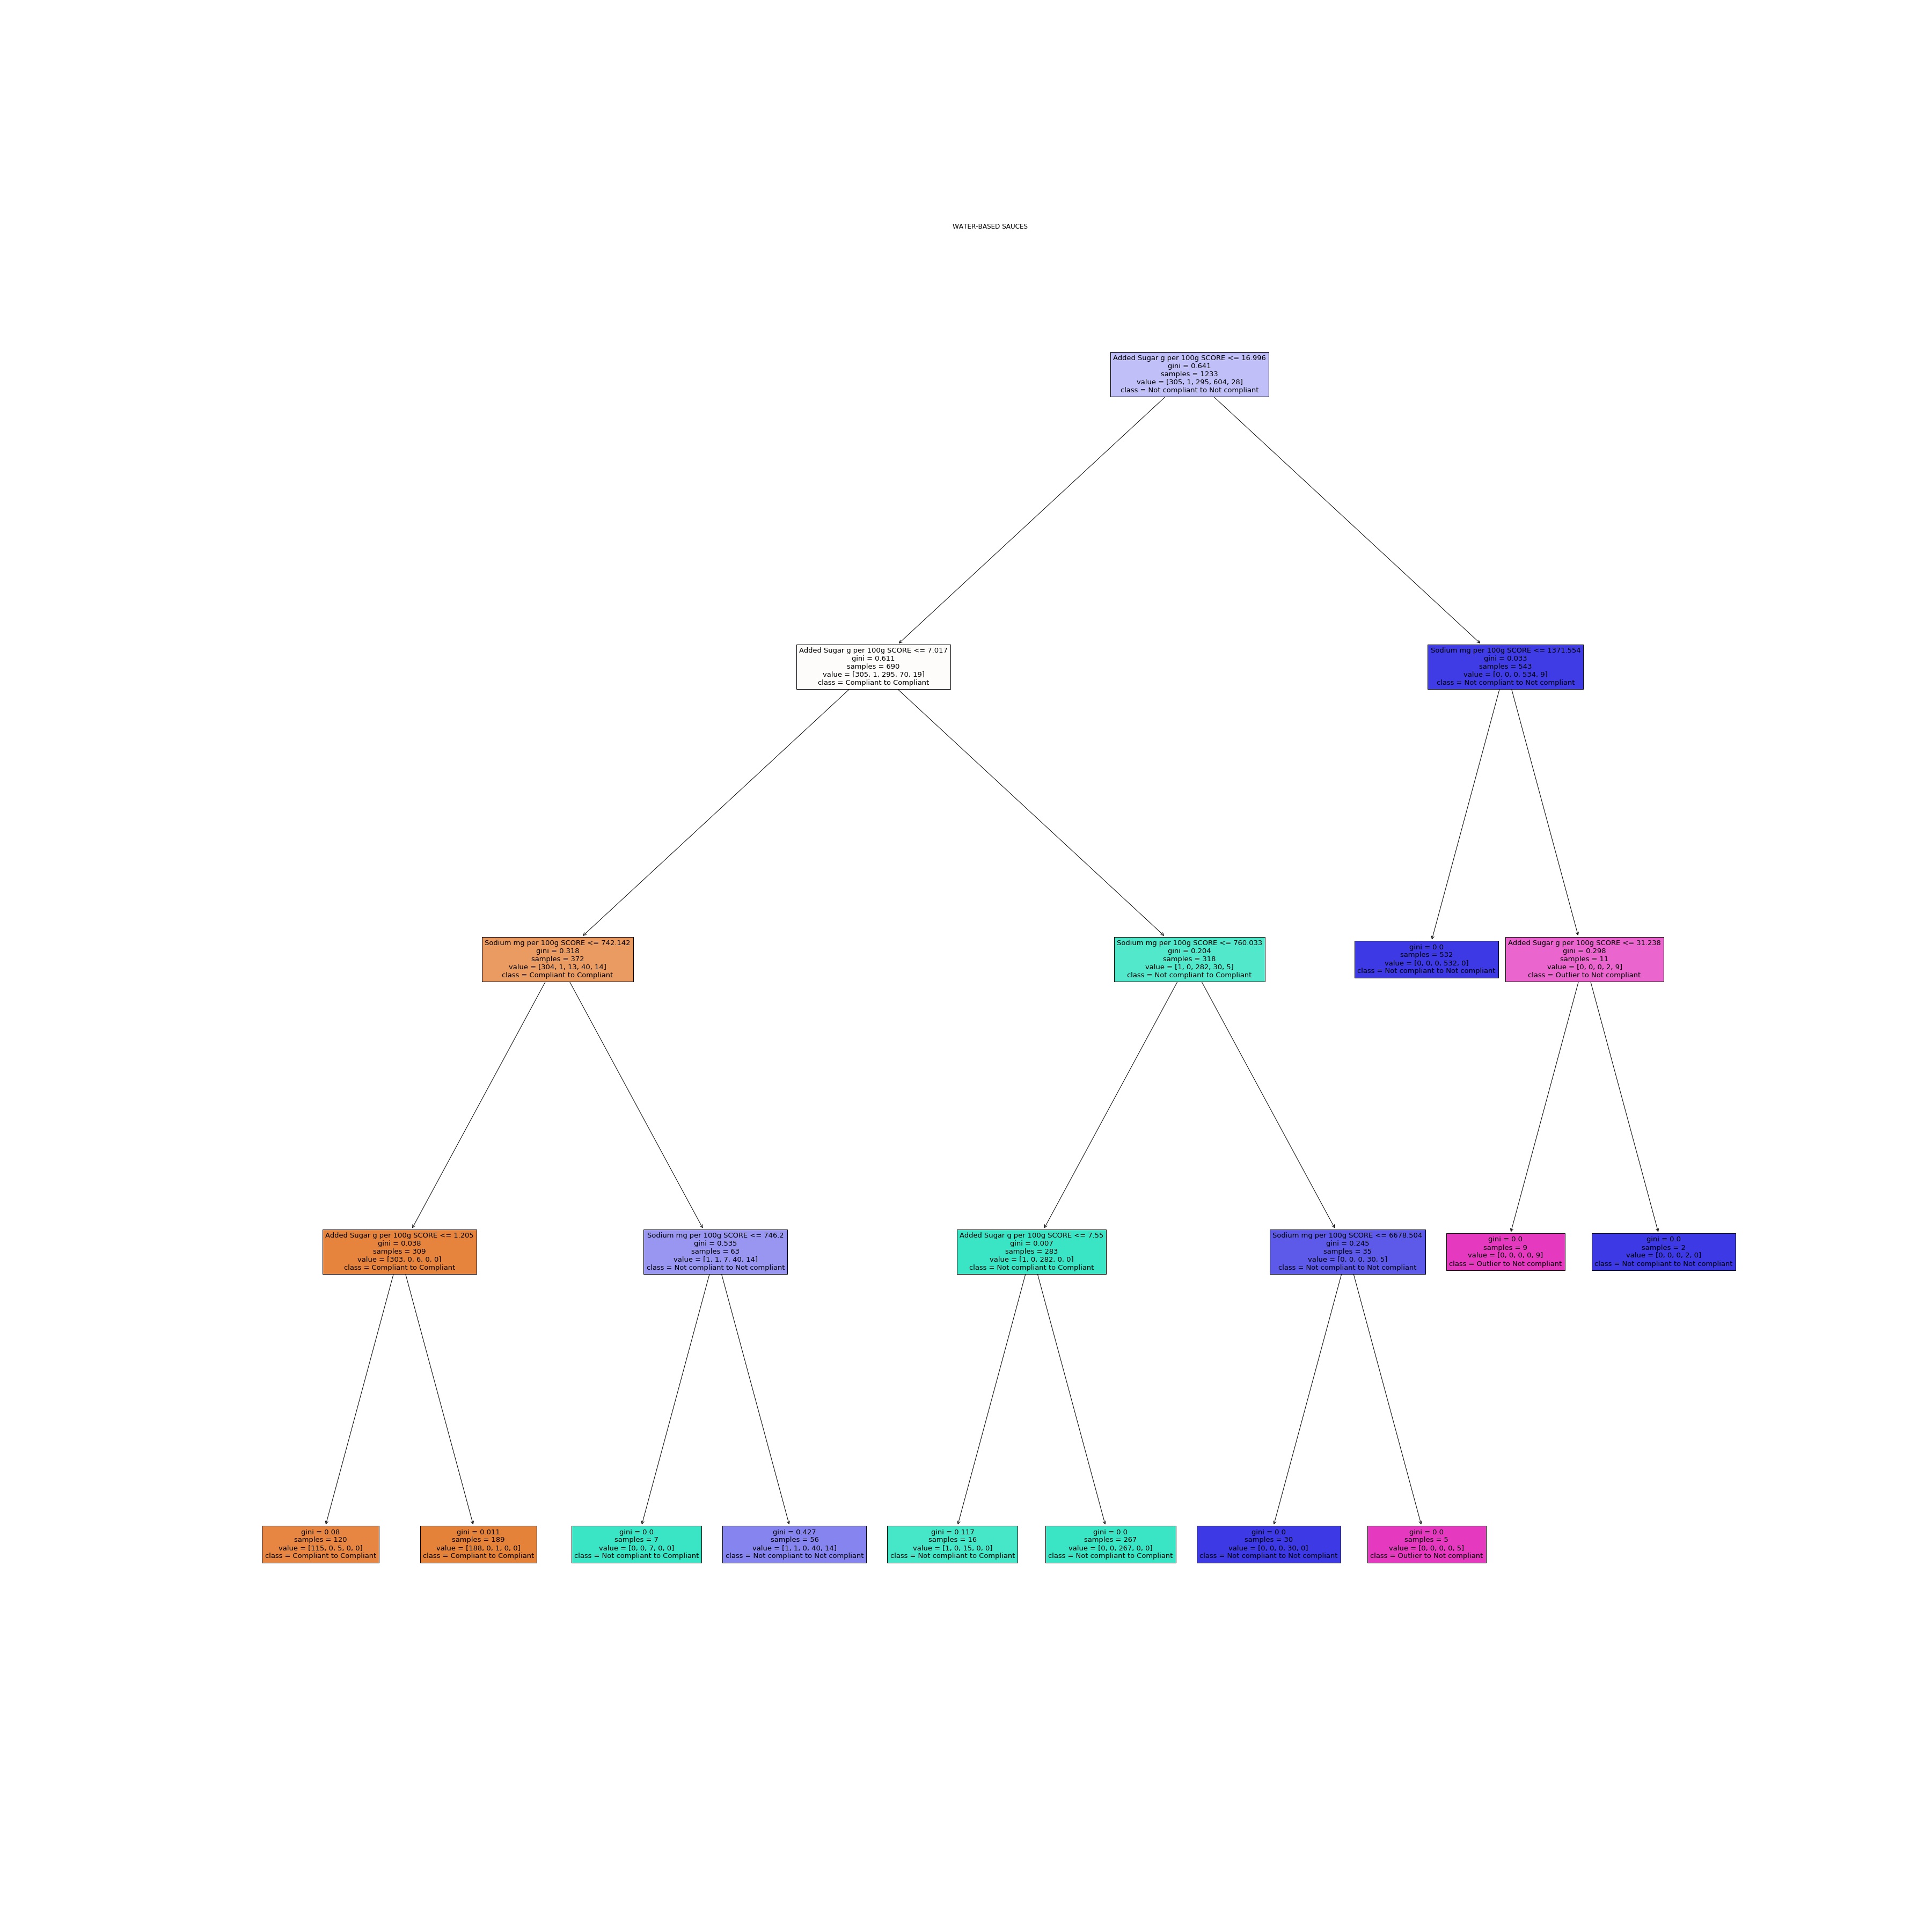 WATER-BASED SAUCES
Added Sugar g per 100g SCORE <= 16.996
gini = 0.641
samples = 1233
value = [305, 1, 295, 604, 28]
class = Not compliant to Not compliant
Added Sugar g per 100g SCORE <= 7.017
gini = 0.611
samples = 690
value = [305, 1, 295, 70, 19]
class = Compliant to Compliant
Sodium mg per 100g SCORE <= 1371.554
gini = 0.033
samples = 543
value = [0, 0, 0, 534, 9]
class = Not compliant to Not compliant
Sodium mg per 100g SCORE <= 742.142
gini = 0.318
samples = 372
value = [304, 1, 13, 40, 14]
class = Compliant to Compliant
Sodium mg per 100g SCORE <= 760.033
gini = 0.204
samples = 318
value = [1, 0, 282, 30, 5]
class = Not compliant to Compliant
gini = 0.0
samples = 532
value = [0, 0, 0, 532, 0]
class = Not compliant to Not compliant
Added Sugar g per 100g SCORE <= 31.238
gini = 0.298
samples = 11
value = [0, 0, 0, 2, 9]
class = Outlier to Not compliant
Added Sugar g per 100g SCORE <= 1.205
gini = 0.038
samples = 309
value = [303, 0, 6, 0, 0]
class = Compliant to Compliant
Sodium mg per 100g SCORE <= 746.2
gini = 0.535
samples = 63
value = [1, 1, 7, 40, 14]
class = Not compliant to Not compliant
Added Sugar g per 100g SCORE <= 7.55
gini = 0.007
samples = 283
value = [1, 0, 282, 0, 0]
class = Not compliant to Compliant
Sodium mg per 100g SCORE <= 6678.504
gini = 0.245
samples = 35
value = [0, 0, 0, 30, 5]
class = Not compliant to Not compliant
gini = 0.0
samples = 9
value = [0, 0, 0, 0, 9]
class = Outlier to Not compliant
gini = 0.0
samples = 2
value = [0, 0, 0, 2, 0]
class = Not compliant to Not compliant
gini = 0.08
samples = 120
value = [115, 0, 5, 0, 0]
class = Compliant to Compliant
gini = 0.011
samples = 189
value = [188, 0, 1, 0, 0]
class = Compliant to Compliant
gini = 0.0
samples = 7
value = [0, 0, 7, 0, 0]
class = Not compliant to Compliant
gini = 0.427
samples = 56
value = [1, 1, 0, 40, 14]
class = Not compliant to Not compliant
gini = 0.117
samples = 16
value = [1, 0, 15, 0, 0]
class = Not compliant to Compliant
gini = 0.0
samples = 267
value = [0, 0, 267, 0, 0]
class = Not compliant to Compliant
gini = 0.0
samples = 30
value = [0, 0, 0, 30, 0]
class = Not compliant to Not compliant
gini = 0.0
samples = 5
value = [0, 0, 0, 0, 5]
class = Outlier to Not compliant